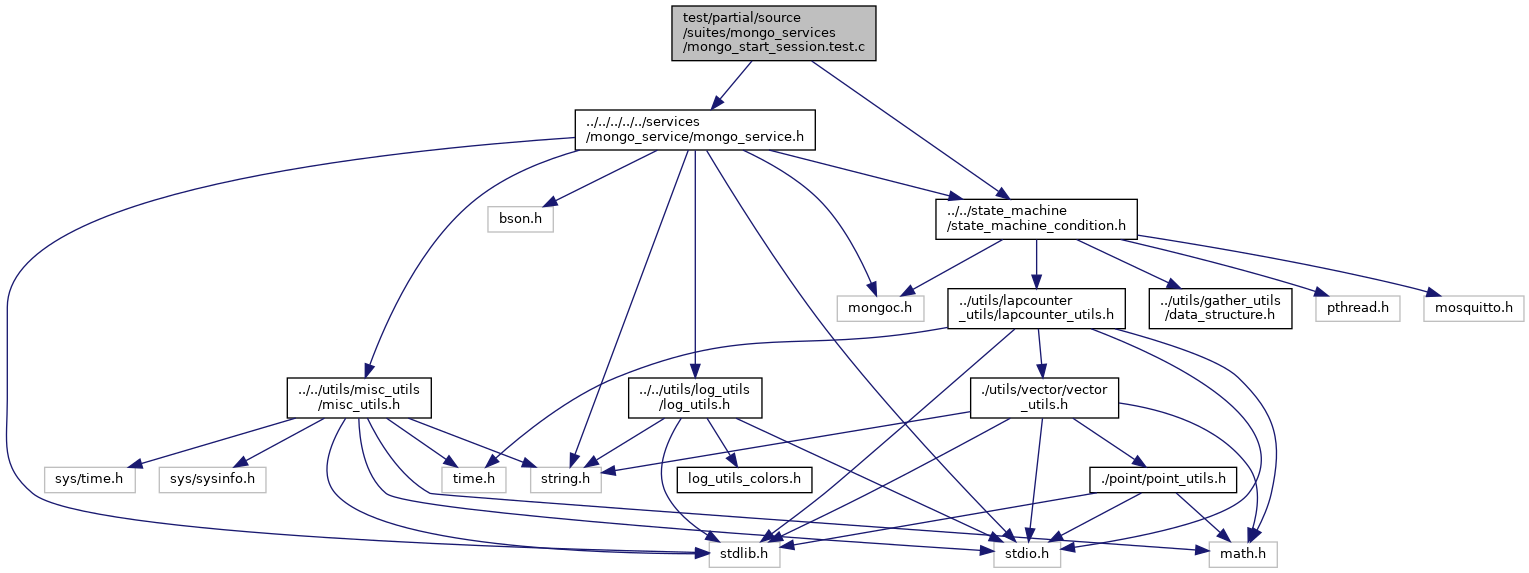 test/partial/source
/suites/mongo_services
/mongo_start_session.test.c
../../../../../services
/mongo_service/mongo_service.h
bson.h
../../state_machine
/state_machine_condition.h
mongoc.h
../utils/lapcounter
_utils/lapcounter_utils.h
../utils/gather_utils
/data_structure.h
pthread.h
mosquitto.h
../../utils/misc_utils
/misc_utils.h
../../utils/log_utils
/log_utils.h
./utils/vector/vector
_utils.h
sys/time.h
sys/sysinfo.h
time.h
string.h
log_utils_colors.h
./point/point_utils.h
stdlib.h
stdio.h
math.h